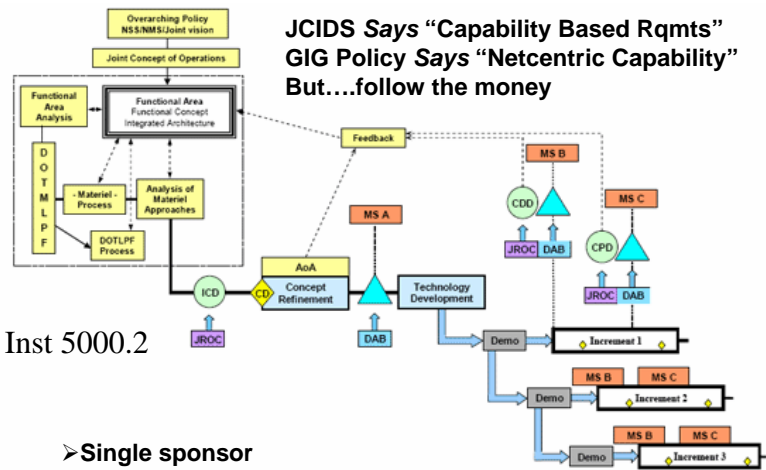 JCIDS Says “Capability Based Rqmts”
GIG Policy Says “Netcentric Capability”
But….follow the money
Overarching Policy
NSS/NMS/Joint vision
Joint Concept of Operations
Functional
Area
Analysis
Functional Area
Functional Concept
Integrated Architecture
D
O
T
M
L
P
F
- Materiel -
Process
Analysis of
Materiel
Approaches
DOTLPF
Process
Feedback
MS B
MS C
CDD
JROC
DAB
CPD
JROC
DAB
MS A
AoA
ICD
CD
Concept
Refinement
Technology
Development
JROC
DAB
Inst 5000.2
Demo
Increment 1
MS B
MS C
Demo
Increment 2
MS B
MS C
Demo
Increment 3
➢Single sponsor